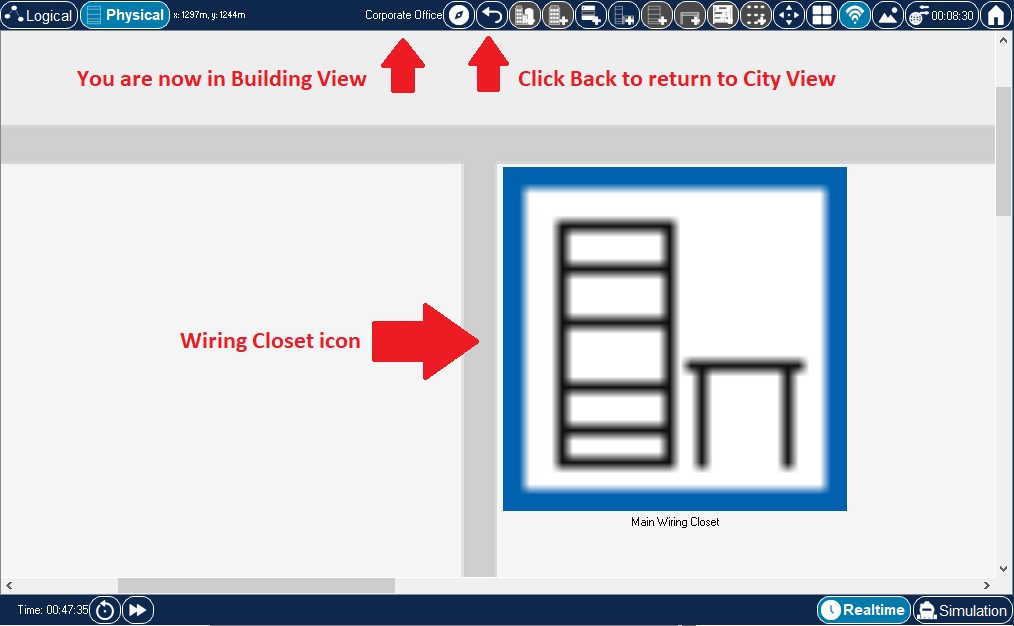 Logical Physical x: 1297m, y: 1244m Corporate Office 00:08:30
You are now in Building View Click Back to return to City View
Wiring Closet icon
Main Wiring Closet
Time: 00:47:35 Realtime Simulation